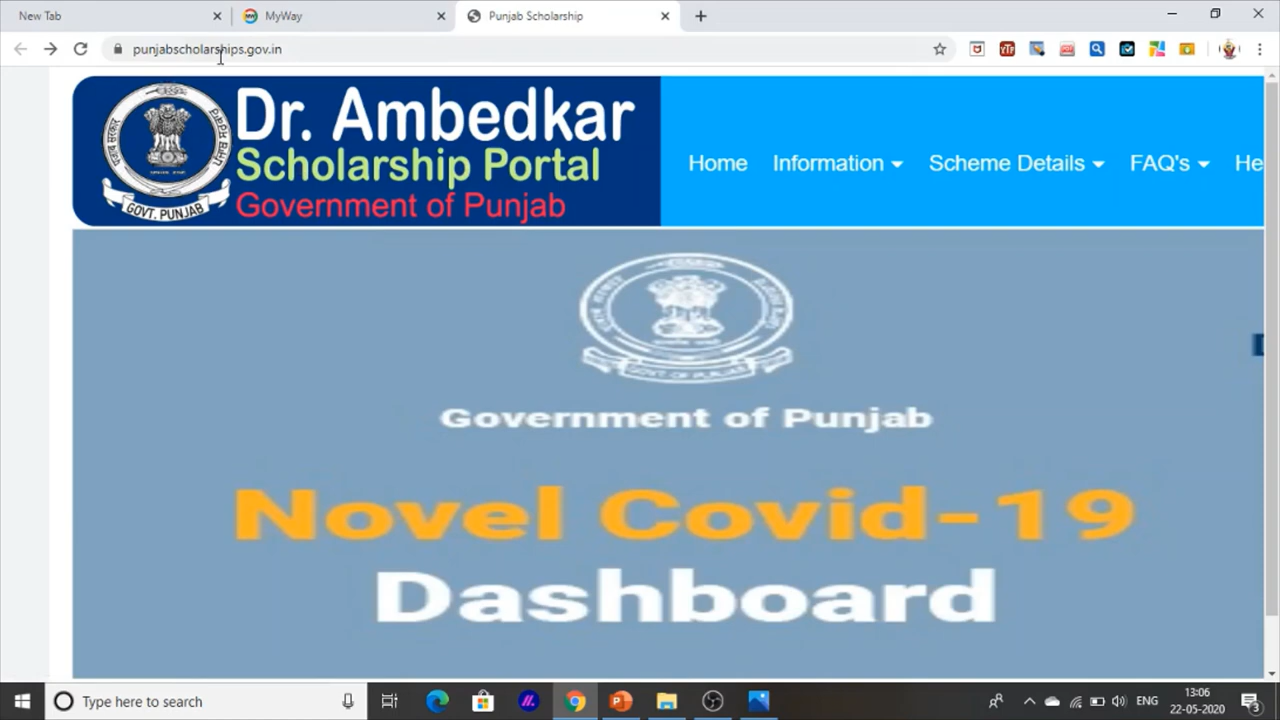 New Tab
MyWay
Punjab Scholarship
punjabscholarships.gov.in
Dr. Ambedkar
Scholarship Portal
Government of Punjab
GOVT. PUNJAB
Home Information Scheme Details FAQ's He
Government of Punjab
Novel Covid-19
Dashboard
Type here to search
ENG
13:06
22-05-2020
3